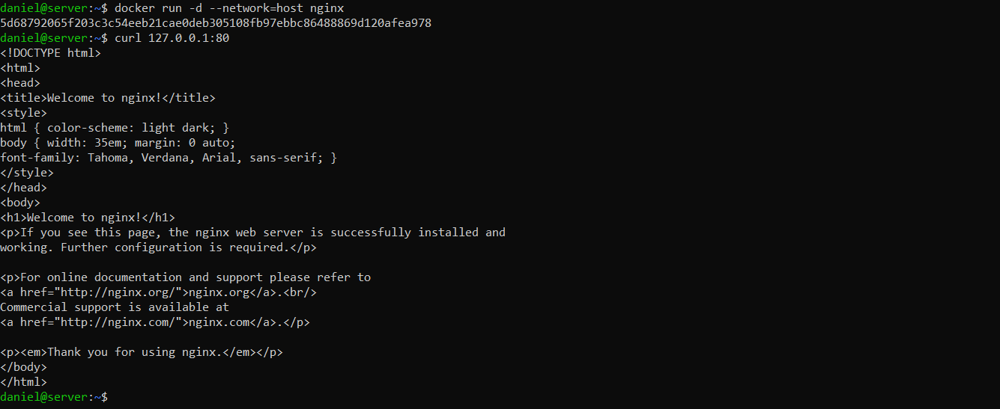 daniel@server:~$ docker run -d --network=host nginx
5d68792065f203c3c54eeb21cae0deb305108fb97ebbc86488869d120afea978
daniel@server:~$ curl 127.0.0.1:80
<!DOCTYPE html>
<html>
<head>
<title>Welcome to nginx!</title>
<style>
html { color-scheme: light dark; }
body { width: 35em; margin: 0 auto;
font-family: Tahoma, Verdana, Arial, sans-serif; }
</style>
</head>
<body>
<h1>Welcome to nginx!</h1>
<p>If you see this page, the nginx web server is successfully installed and
working. Further configuration is required.</p>

<p>For online documentation and support please refer to
<a href="http://nginx.org/">nginx.org</a>.<br/>
Commercial support is available at
<a href="http://nginx.com/">nginx.com</a>.</p>

<p><em>Thank you for using nginx.</em></p>
</body>
</html>
daniel@server:~$